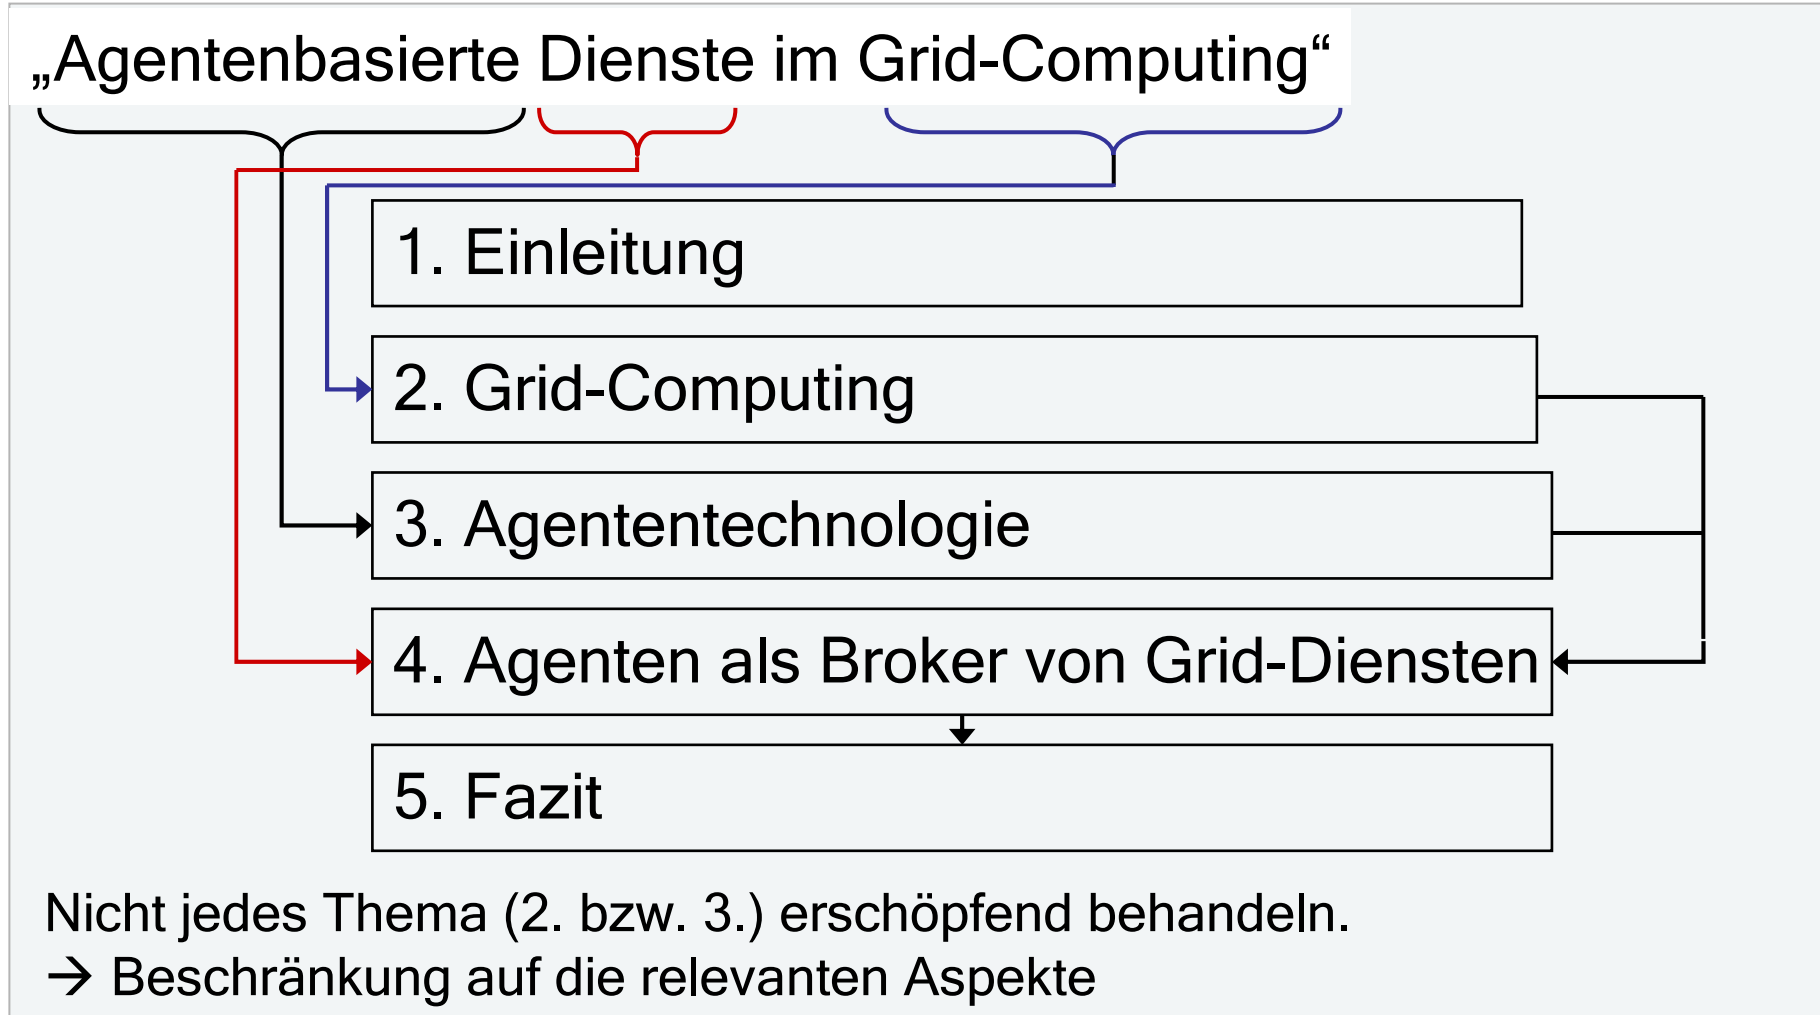 „Agentenbasierte Dienste im Grid-Computing“
1. Einleitung
2. Grid-Computing
3. Agententechnologie
4. Agenten als Broker von Grid-Diensten
5. Fazit
Nicht jedes Thema (2. bzw. 3.) erschöpfend behandeln.
→ Beschränkung auf die relevanten Aspekte